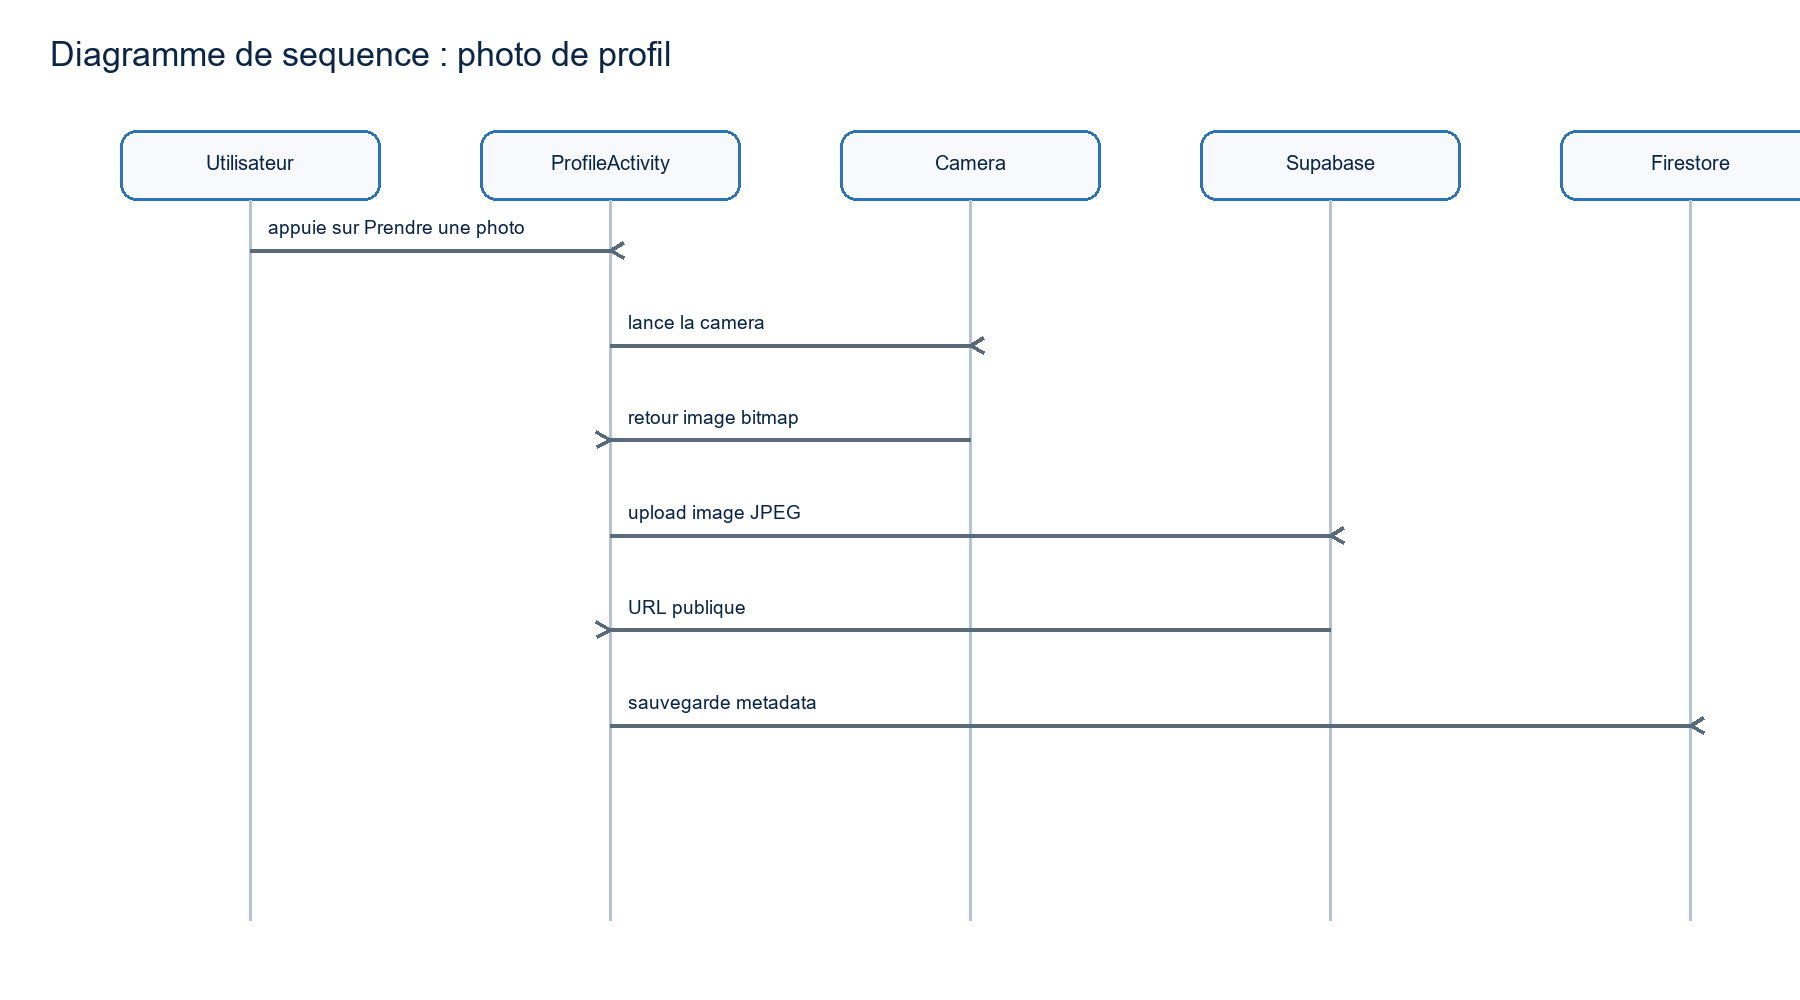 Diagramme de sequence : photo de profil
Utilisateur
ProfileActivity
Camera
Supabase
Firestore
appuie sur Prendre une photo
lance la camera
retour image bitmap
upload image JPEG
URL publique
sauvegarde metadata